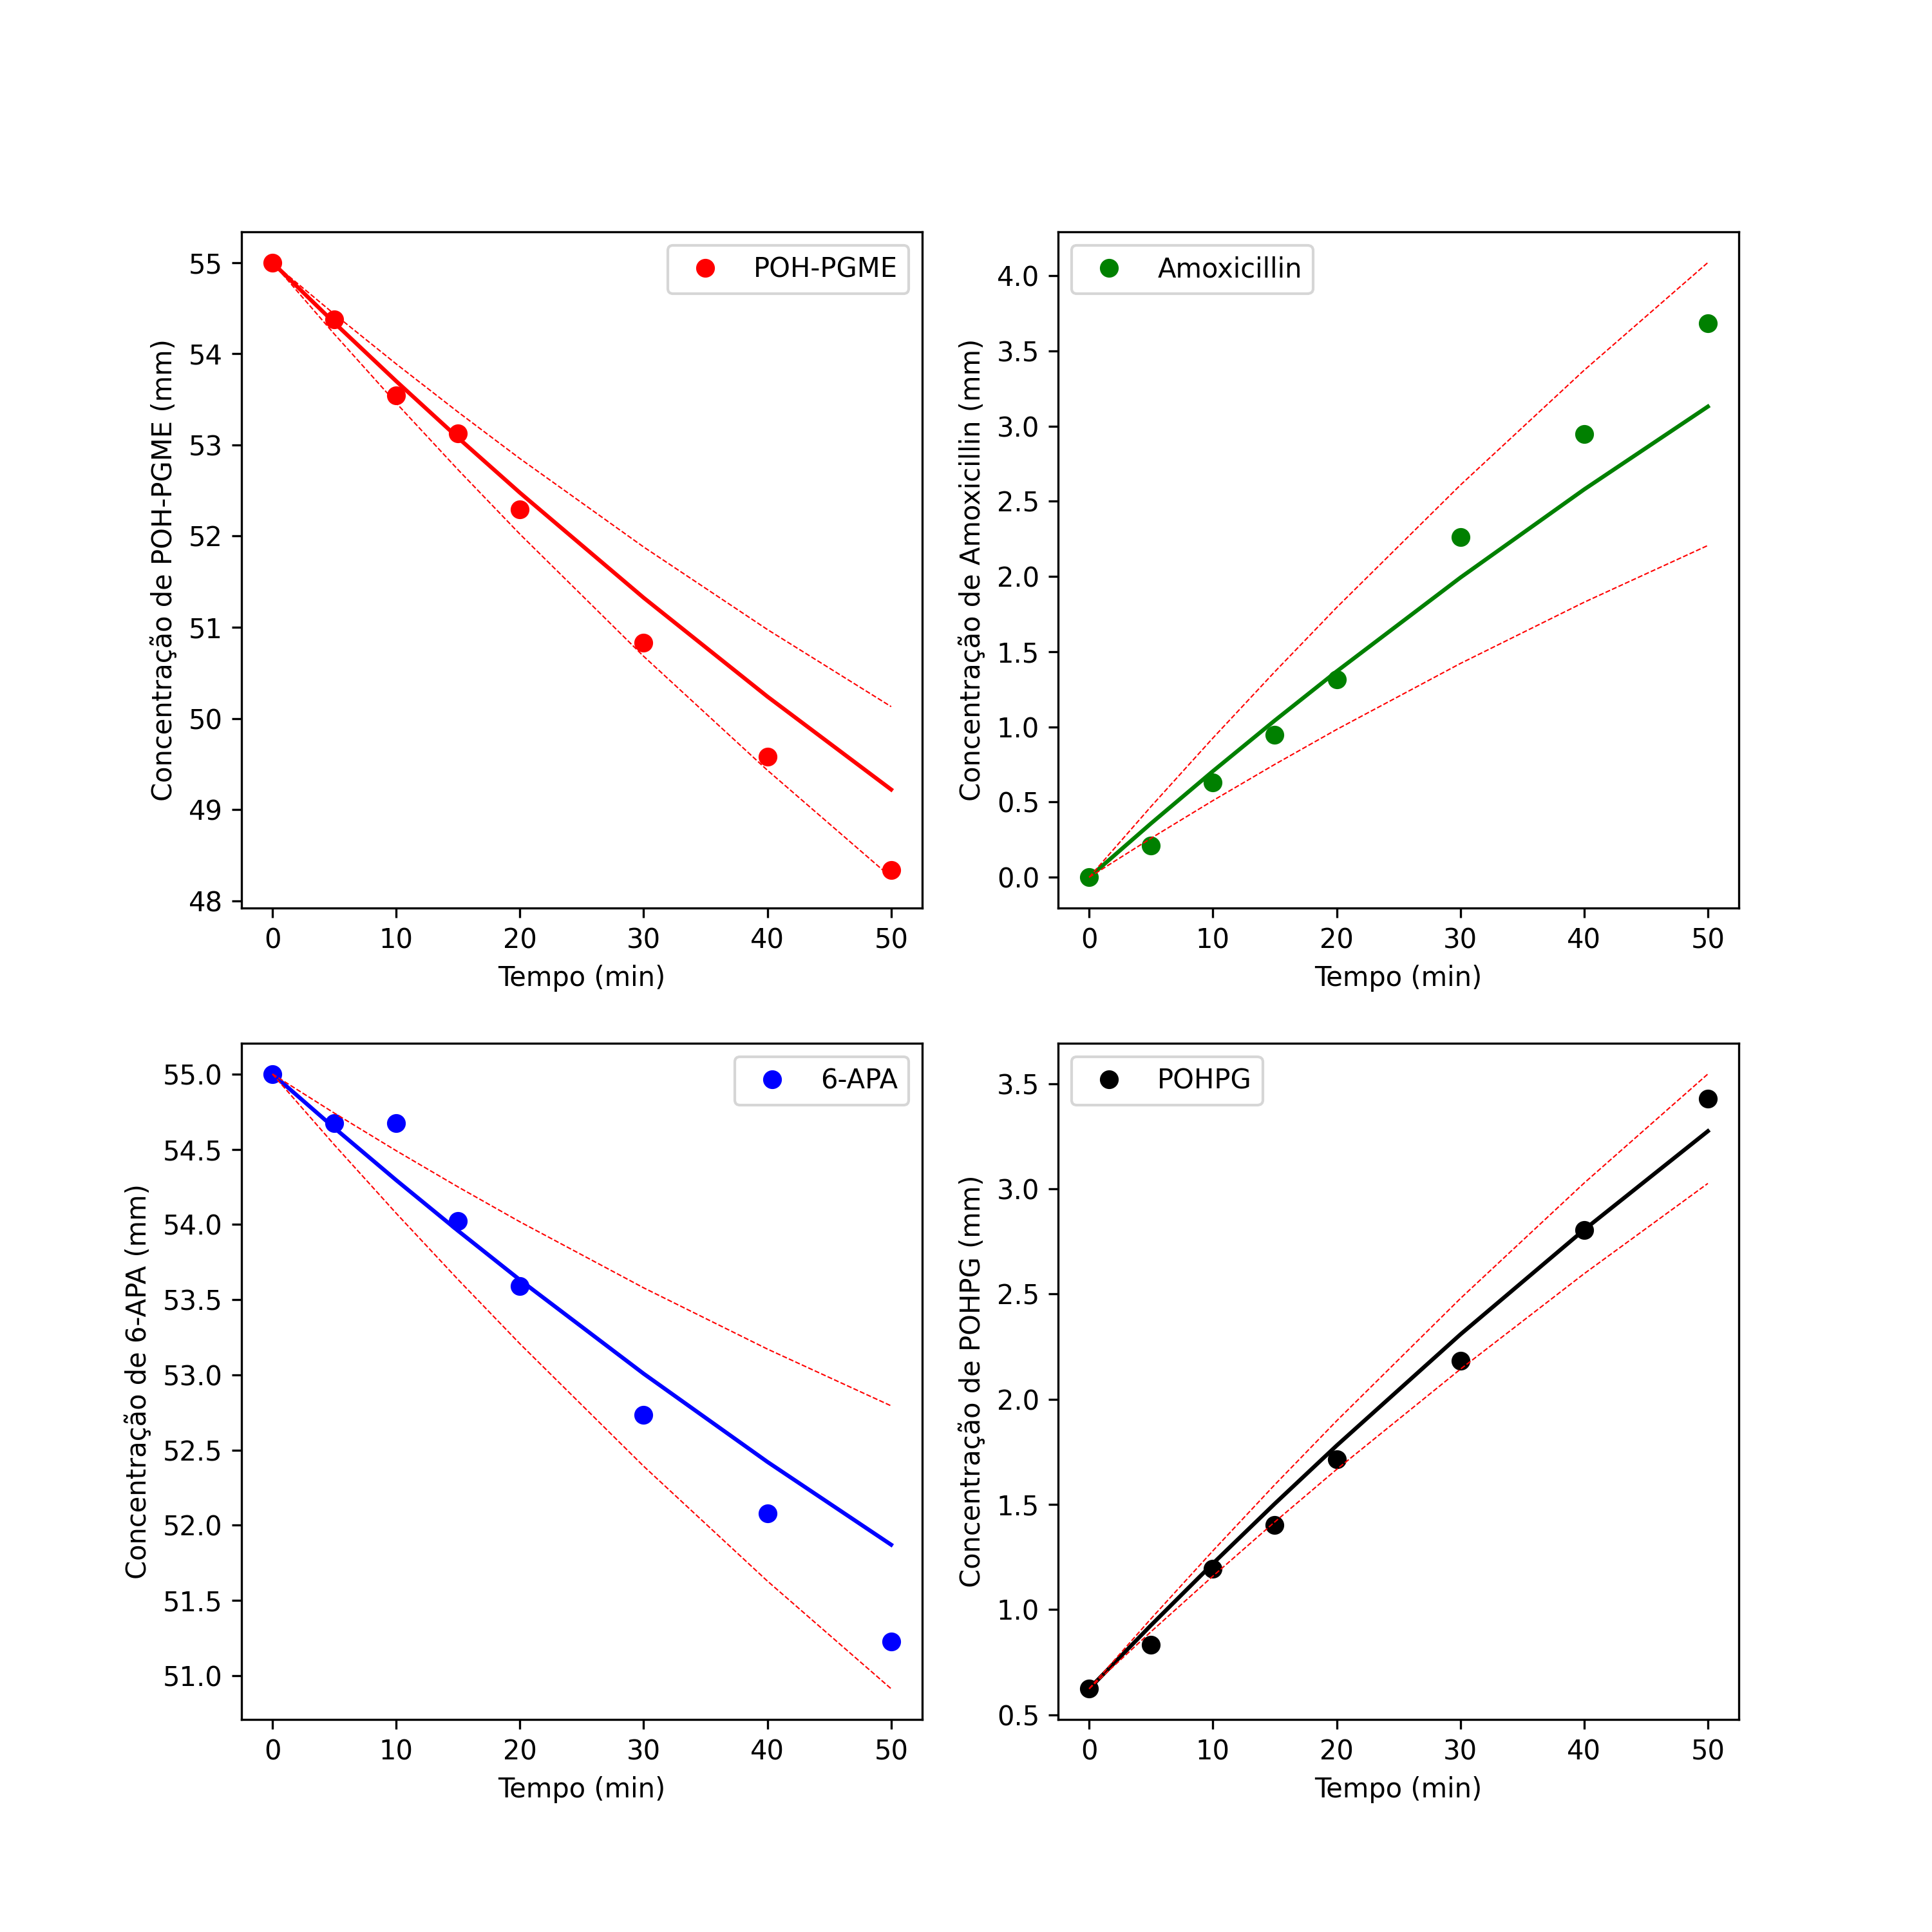 POH-PGME
Concentração de POH-PGME (mm)
55
54
53
52
51
50
49
48
0 10 20 30 40 50
Tempo (min)
Amoxicillin
Concentração de Amoxicillin (mm)
4.0
3.5
3.0
2.5
2.0
1.5
1.0
0.5
0.0
0 10 20 30 40 50
Tempo (min)
6-APA
Concentração de 6-APA (mm)
55.0
54.5
54.0
53.5
53.0
52.5
52.0
51.5
51.0
0 10 20 30 40 50
Tempo (min)
POHPG
Concentração de POHPG (mm)
3.5
3.0
2.5
2.0
1.5
1.0
0.5
0 10 20 30 40 50
Tempo (min)